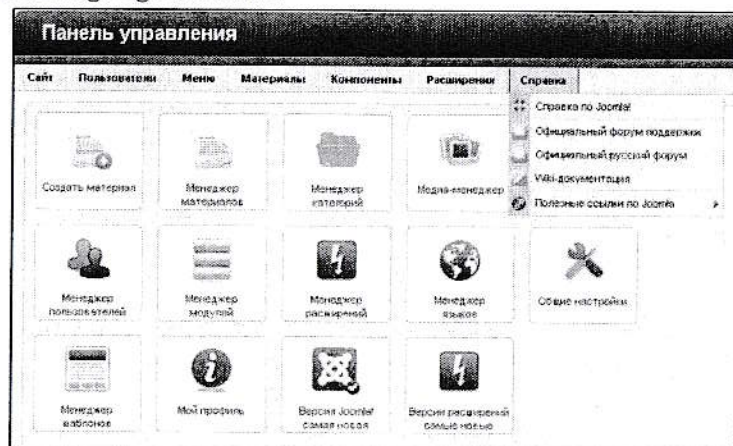 Панель управления
Сайт Пользователи Меню Материалы Компоненты Расширения Справка
Справка по Joomla!
Официальный форум поддержки
Официальный русский форум
Wiki-документация
Полезные ссылки по Joomla
Создать материал
Менеджер
материалов
Менеджер
категорий
Медиа-менеджер
Менеджер
пользователей
Менеджер
модулей
Менеджер
расширений
Менеджер
языков
Общие настройки
Менеджер
шаблонов
Мой профиль
Версия Joomla!
самая новая
Версии расширений
самые новые